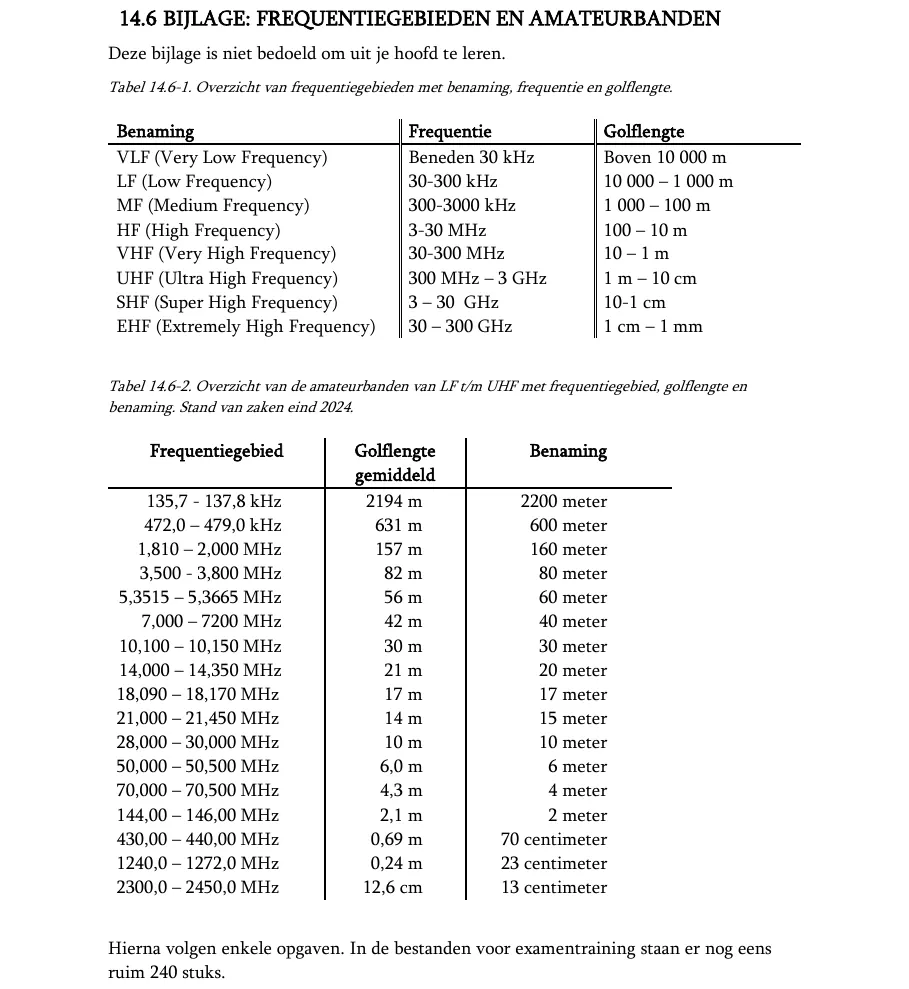 14.6 BIJLAGE: FREQUENTIEGEBIEDEN EN AMATEURBANDEN
Deze bijlage is niet bedoeld om uit je hoofd te leren.
Tabel 14.6-1. Overzicht van frequentiegebieden met benaming, frequentie en golflengte.
Benaming Frequentie Golflengte
VLF (Very Low Frequency) Beneden 30 kHz Boven 10 000 m
LF (Low Frequency) 30-300 kHz 10 000 – 1 000 m
MF (Medium Frequency) 300-3000 kHz 1 000 – 100 m
HF (High Frequency) 3-30 MHz 100 – 10 m
VHF (Very High Frequency) 30-300 MHz 10 – 1 m
UHF (Ultra High Frequency) 300 MHz – 3 GHz 1 m – 10 cm
SHF (Super High Frequency) 3 – 30 GHz 10-1 cm
EHF (Extremely High Frequency) 30 – 300 GHz 1 cm – 1 mm
Tabel 14.6-2. Overzicht van de amateurbanden van LF t/m UHF met frequentiegebied, golflengte en
benaming. Stand van zaken eind 2024.
Frequentiegebied Golflengte Benaming
gemiddeld
135,7 - 137,8 kHz 2194 m 2200 meter
472,0 – 479,0 kHz 631 m 600 meter
1,810 – 2,000 MHz 157 m 160 meter
3,500 - 3,800 MHz 82 m 80 meter
5,3515 – 5,3665 MHz 56 m 60 meter
7,000 – 7200 MHz 42 m 40 meter
10,100 – 10,150 MHz 30 m 30 meter
14,000 – 14,350 MHz 21 m 20 meter
18,090 – 18,170 MHz 17 m 17 meter
21,000 – 21,450 MHz 14 m 15 meter
28,000 – 30,000 MHz 10 m 10 meter
50,000 – 50,500 MHz 6,0 m 6 meter
70,000 – 70,500 MHz 4,3 m 4 meter
144,00 – 146,00 MHz 2,1 m 2 meter
430,00 – 440,00 MHz 0,69 m 70 centimeter
1240,0 – 1272,0 MHz 0,24 m 23 centimeter
2300,0 – 2450,0 MHz 12,6 cm 13 centimeter
Hierna volgen enkele opgaven. In de bestanden voor examentraining staan er nog eens
ruim 240 stuks.